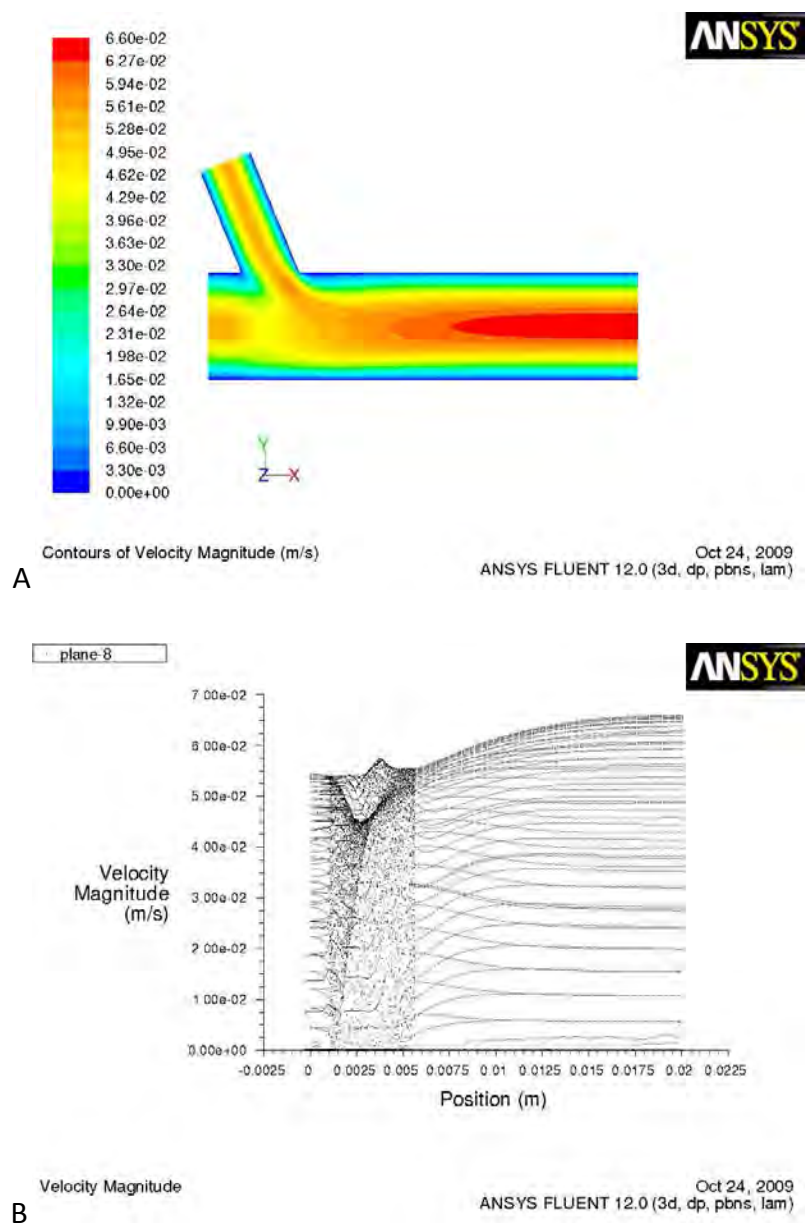 ANSYS
6.60e-02
6.27e-02
5.94e-02
5.61e-02
5.28e-02
4.95e-02
4.62e-02
4.29e-02
3.96e-02
3.63e-02
3.30e-02
2.97e-02
2.64e-02
2.31e-02
1.98e-02
1.65e-02
1.32e-02
9.90e-03
6.60e-03
3.30e-03
0.00e+00
Y
Z X
Contours of Velocity Magnitude (m/s)
Oct 24, 2009
ANSYS FLUENT 12.0 (3d, dp, pbns, lam)
A
plane-8
ANSYS
7.00e-02
6.00e-02
5.00e-02
4.00e-02
3.00e-02
2.00e-02
1.00e-02
0.00e+00
Velocity
Magnitude
(m/s)
-0.0025 0 0.0025 0.005 0.0075 0.01 0.0125 0.015 0.0175 0.02 0.0225
Position (m)
Velocity Magnitude
Oct 24, 2009
ANSYS FLUENT 12.0 (3d, dp, pbns, lam)
B